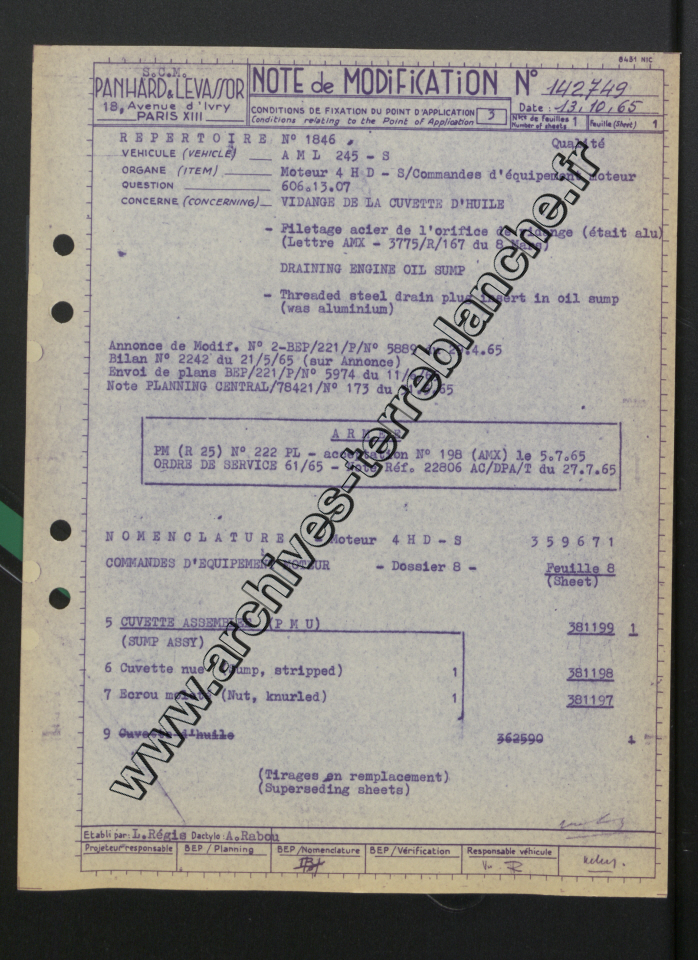 8431 NIC
S.C.M.
PANHARD & LEVASSOR
18, Avenue d'Ivry
PARIS XIII
NOTE de MODIFICATION N° 142749
CONDITIONS DE FIXATION DU POINT D'APPLICATION
Conditions relating to the Point of Application
3
Date : 13.10.65
Nbre de feuilles 1
Number of sheets
Feuille (Sheet) 1
REPERTOIRE N° 1846
Qualité
VEHICULE (VEHICLE) AML 245 - S
ORGANE (ITEM) Moteur 4 H D - S/Commandes d'équipement moteur
QUESTION 606.13.07
CONCERNE (CONCERNING) VIDANGE DE LA CUVETTE D'HUILE
- Filetage acier de l'orifice de vidange (était alu)
(Lettre AMX - 3775/R/167 du 8 Mars)
DRAINING ENGINE OIL SUMP
- Threaded steel drain plug insert in oil sump
(was aluminium)
Annonce de Modif. N° 2-BEP/221/P/N° 5889 .4.65
Bilan N° 2242 du 21/5/65 (sur Annonce)
Envoi de plans BEP/221/P/N° 5974 du 11/
Note PLANNING CENTRAL/78421/N° 173 du 65
PM (R 25) N° 222 PL - acceptation N° 198 (AMX) le 5.7.65
ORDRE DE SERVICE 61/65 - Note Réf. 22806 AC/DPA/T du 27.7.65
NOMENCLATURE Moteur 4 H D - S 359671
COMMANDES D'EQUIPEMENT MOTEUR - Dossier 8 - Feuille 8
(Sheet)
5 CUVETTE ASSEMBLEE (P M U) 381199 1
(SUMP ASSY)
6 Cuvette nue (Sump, stripped) 1 381198
7 Ecrou moleté (Nut, knurled) 1 381197
9 Cuvette d'huile 362590 1
(Tirages en remplacement)
(Superseding sheets)
Etabli par: L.Régis Dactylo : A.Rabou
Projeteur responsable
BEP / Planning
BEP / Nomenclature
BEP / Vérification
Responsable véhicule
www.archives-terreblanche.fr